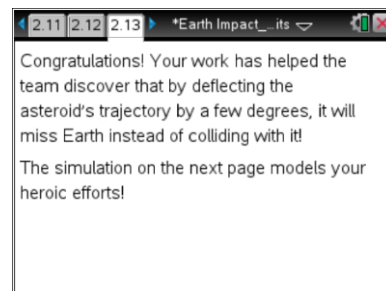 2.11 2.12 2.13 *Earth Impact_...its
Congratulations! Your work has helped the
team discover that by deflecting the
asteroid's trajectory by a few degrees, it will
miss Earth instead of colliding with it!
The simulation on the next page models your
heroic efforts!